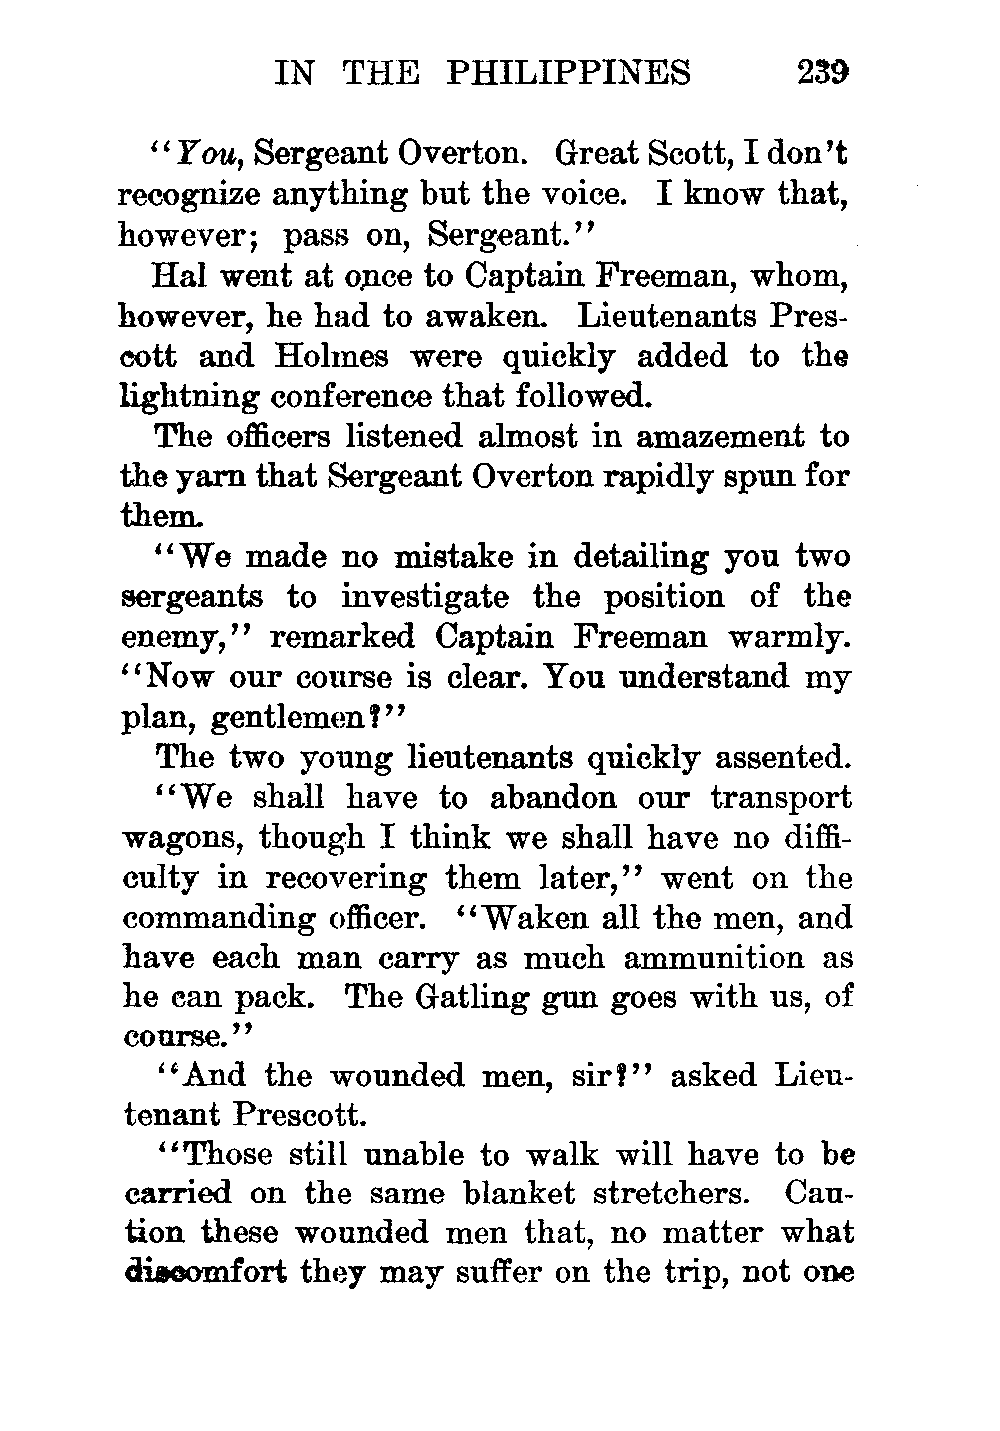 IN THE PHILIPPINES 239
"You, Sergeant Overton. Great Scott, I don't
recognize anything but the voice. I know that,
however; pass on, Sergeant."
Hal went at once to Captain Freeman, whom,
however, he had to awaken. Lieutenants Pres-
cott and Holmes were quickly added to the
lightning conference that followed.
The officers listened almost in amazement to
the yarn that Sergeant Overton rapidly spun for
them.
"We made no mistake in detailing you two
sergeants to investigate the position of the
enemy," remarked Captain Freeman warmly.
"Now our course is clear. You understand my
plan, gentlemen?"
The two young lieutenants quickly assented.
"We shall have to abandon our transport
wagons, though I think we shall have no diffi-
culty in recovering them later," went on the
commanding officer. "Waken all the men, and
have each man carry as much ammunition as
he can pack. The Gatling gun goes with us, of
course."
"And the wounded men, sir?" asked Lieu-
tenant Prescott.
"Those still unable to walk will have to be
carried on the same blanket stretchers. Cau-
tion these wounded men that, no matter what
discomfort they may suffer on the trip, not one